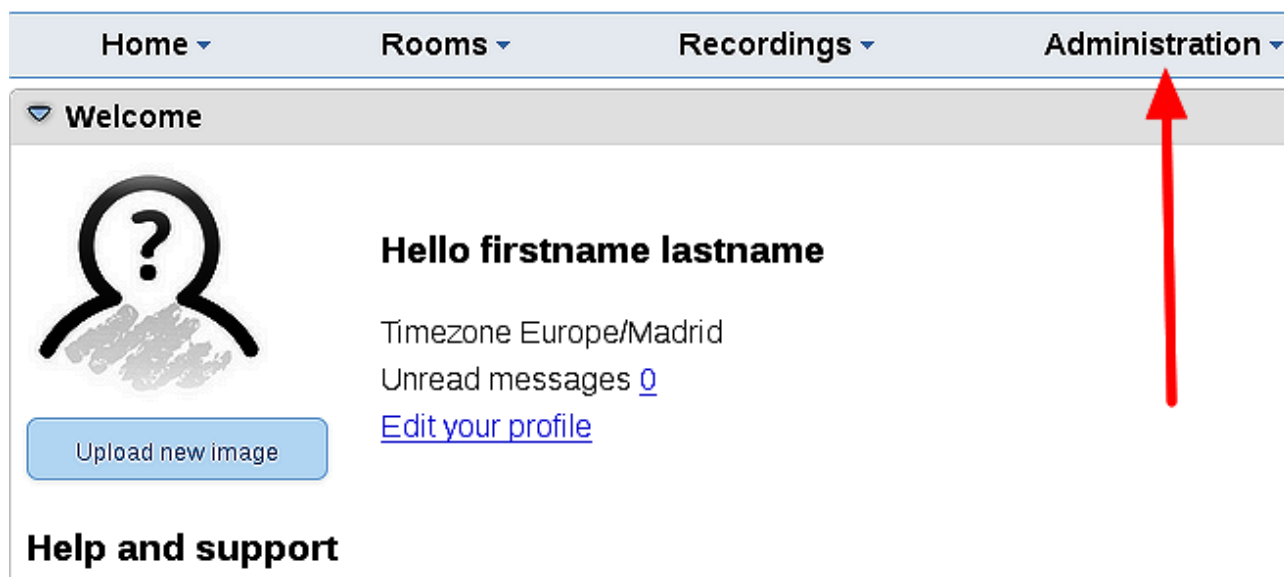 Home Rooms Recordings Administration
Welcome
?
Hello firstname lastname
Timezone Europe/Madrid
Unread messages 0
Edit your profile
Upload new image
Help and support